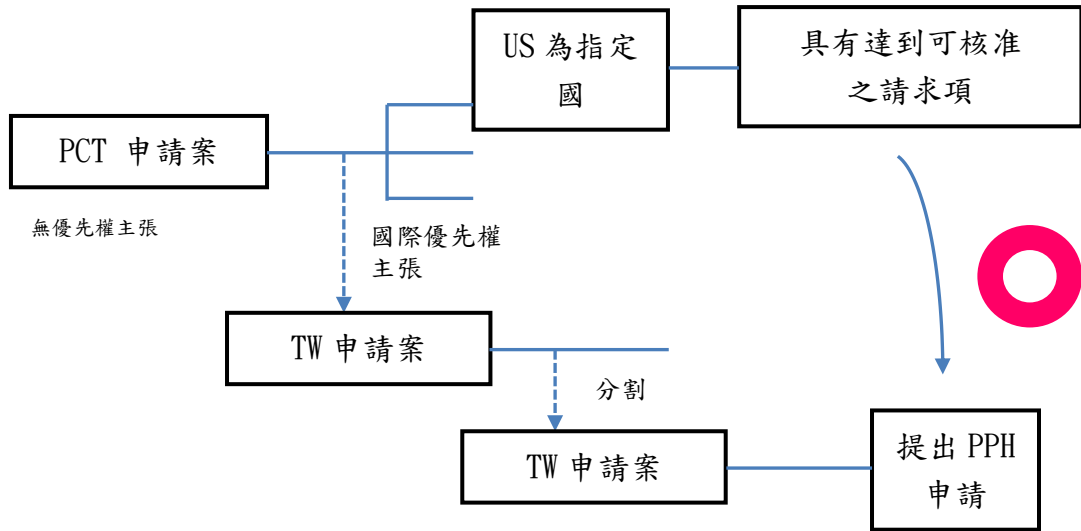 US 為指定
國
具有達到可核准
之請求項
PCT 申請案
無優先權主張
國際優先權
主張
TW 申請案
分割
TW 申請案
提出 PPH
申請